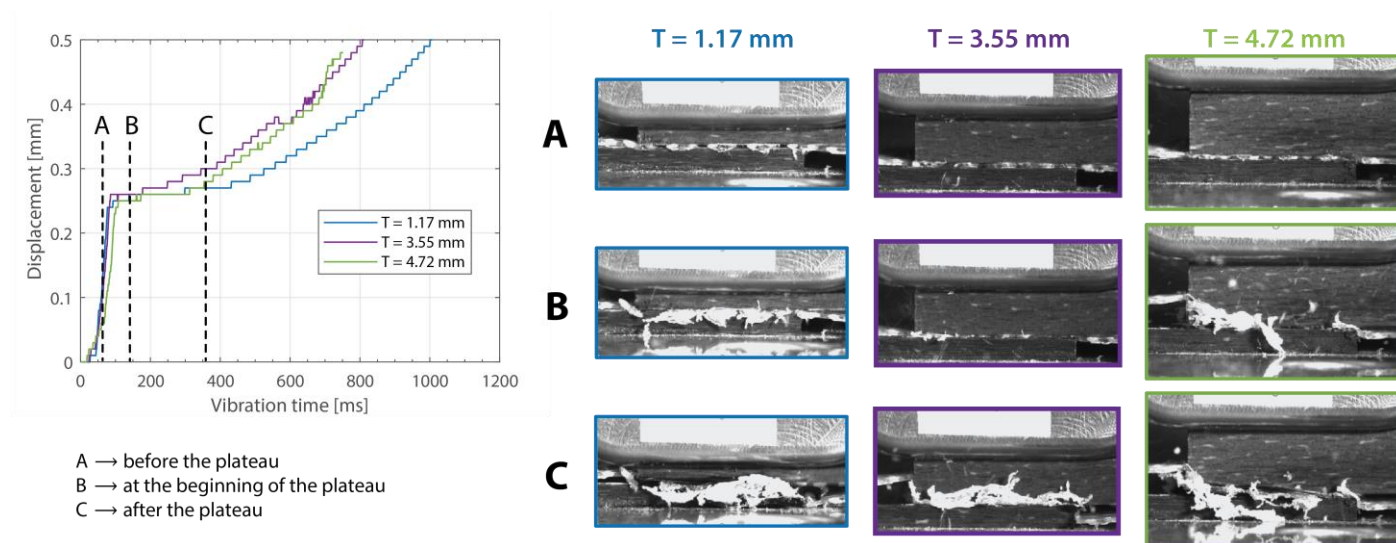 0.5
0.4
0.3
0.2
0.1
0
Displacement [mm]
A B C
T = 1.17 mm
T = 3.55 mm
T = 4.72 mm
0 200 400 600 800 1000 1200
Vibration time [ms]
A → before the plateau
B → at the beginning of the plateau
C → after the plateau
T = 1.17 mm T = 3.55 mm T = 4.72 mm
A
B
C